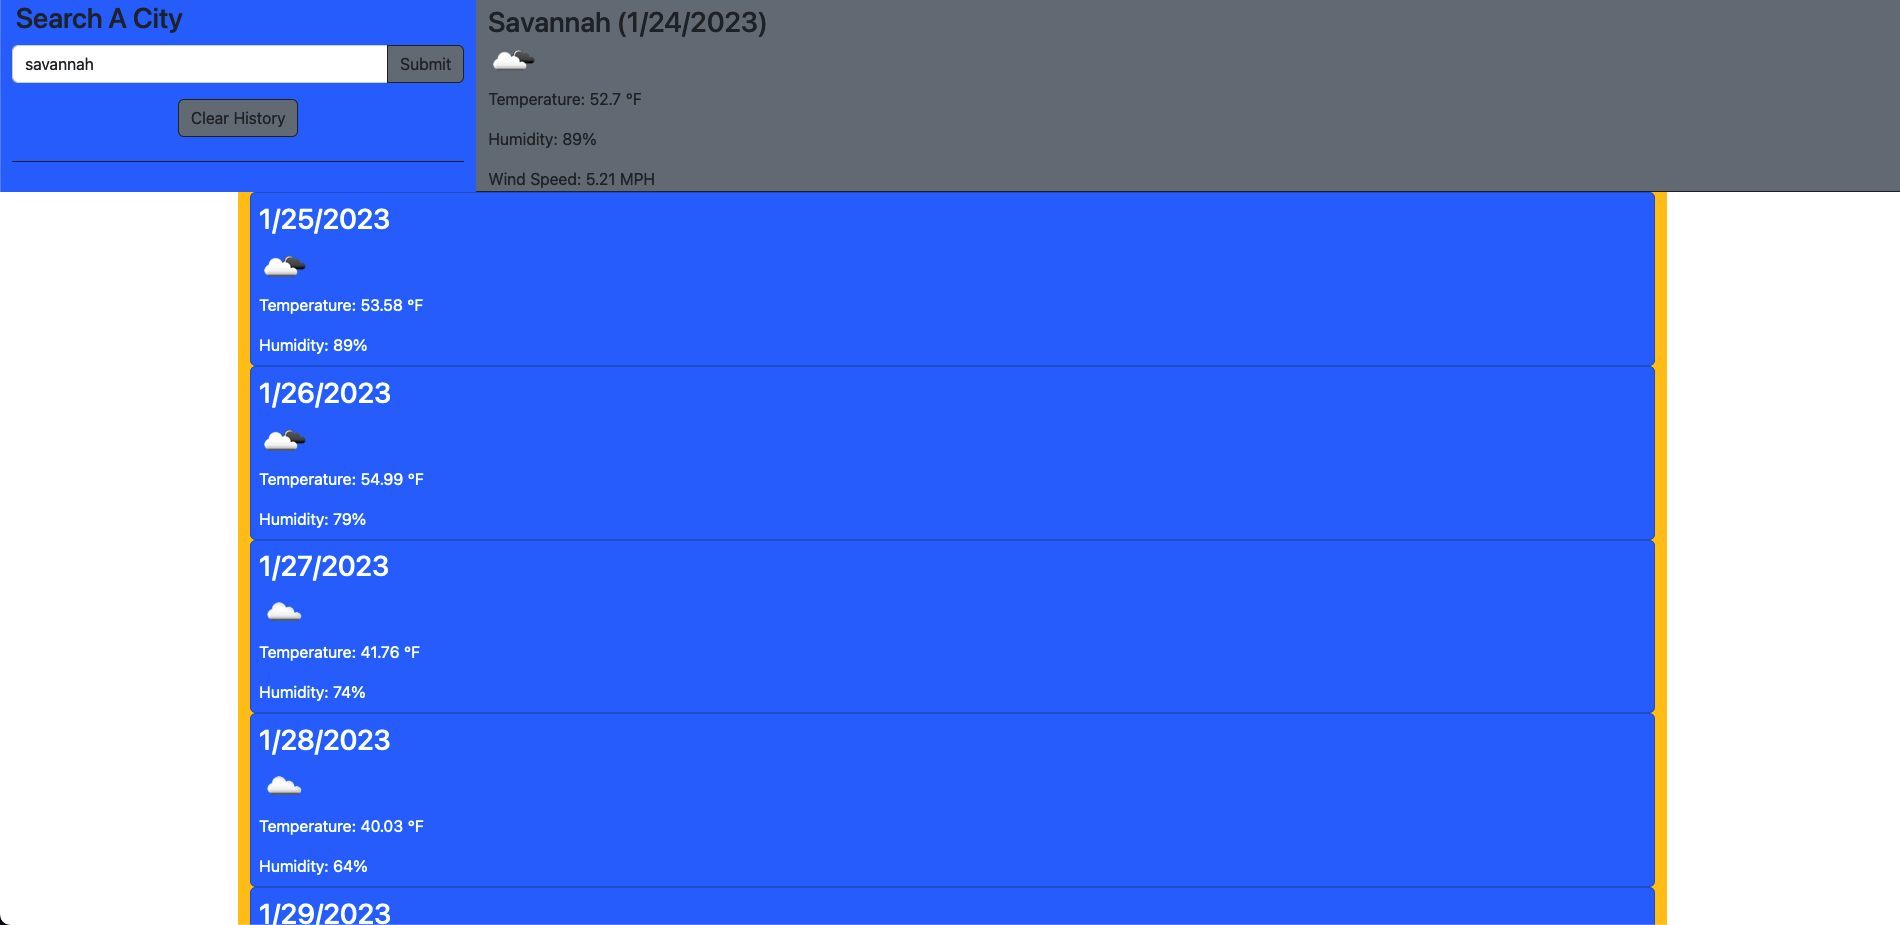 Search A City
savannah
Submit
Clear History
Savannah (1/24/2023)
Temperature: 52.7 °F
Humidity: 89%
Wind Speed: 5.21 MPH
1/25/2023
Temperature: 53.58 °F
Humidity: 89%
1/26/2023
Temperature: 54.99 °F
Humidity: 79%
1/27/2023
Temperature: 41.76 °F
Humidity: 74%
1/28/2023
Temperature: 40.03 °F
Humidity: 64%
1/29/2023